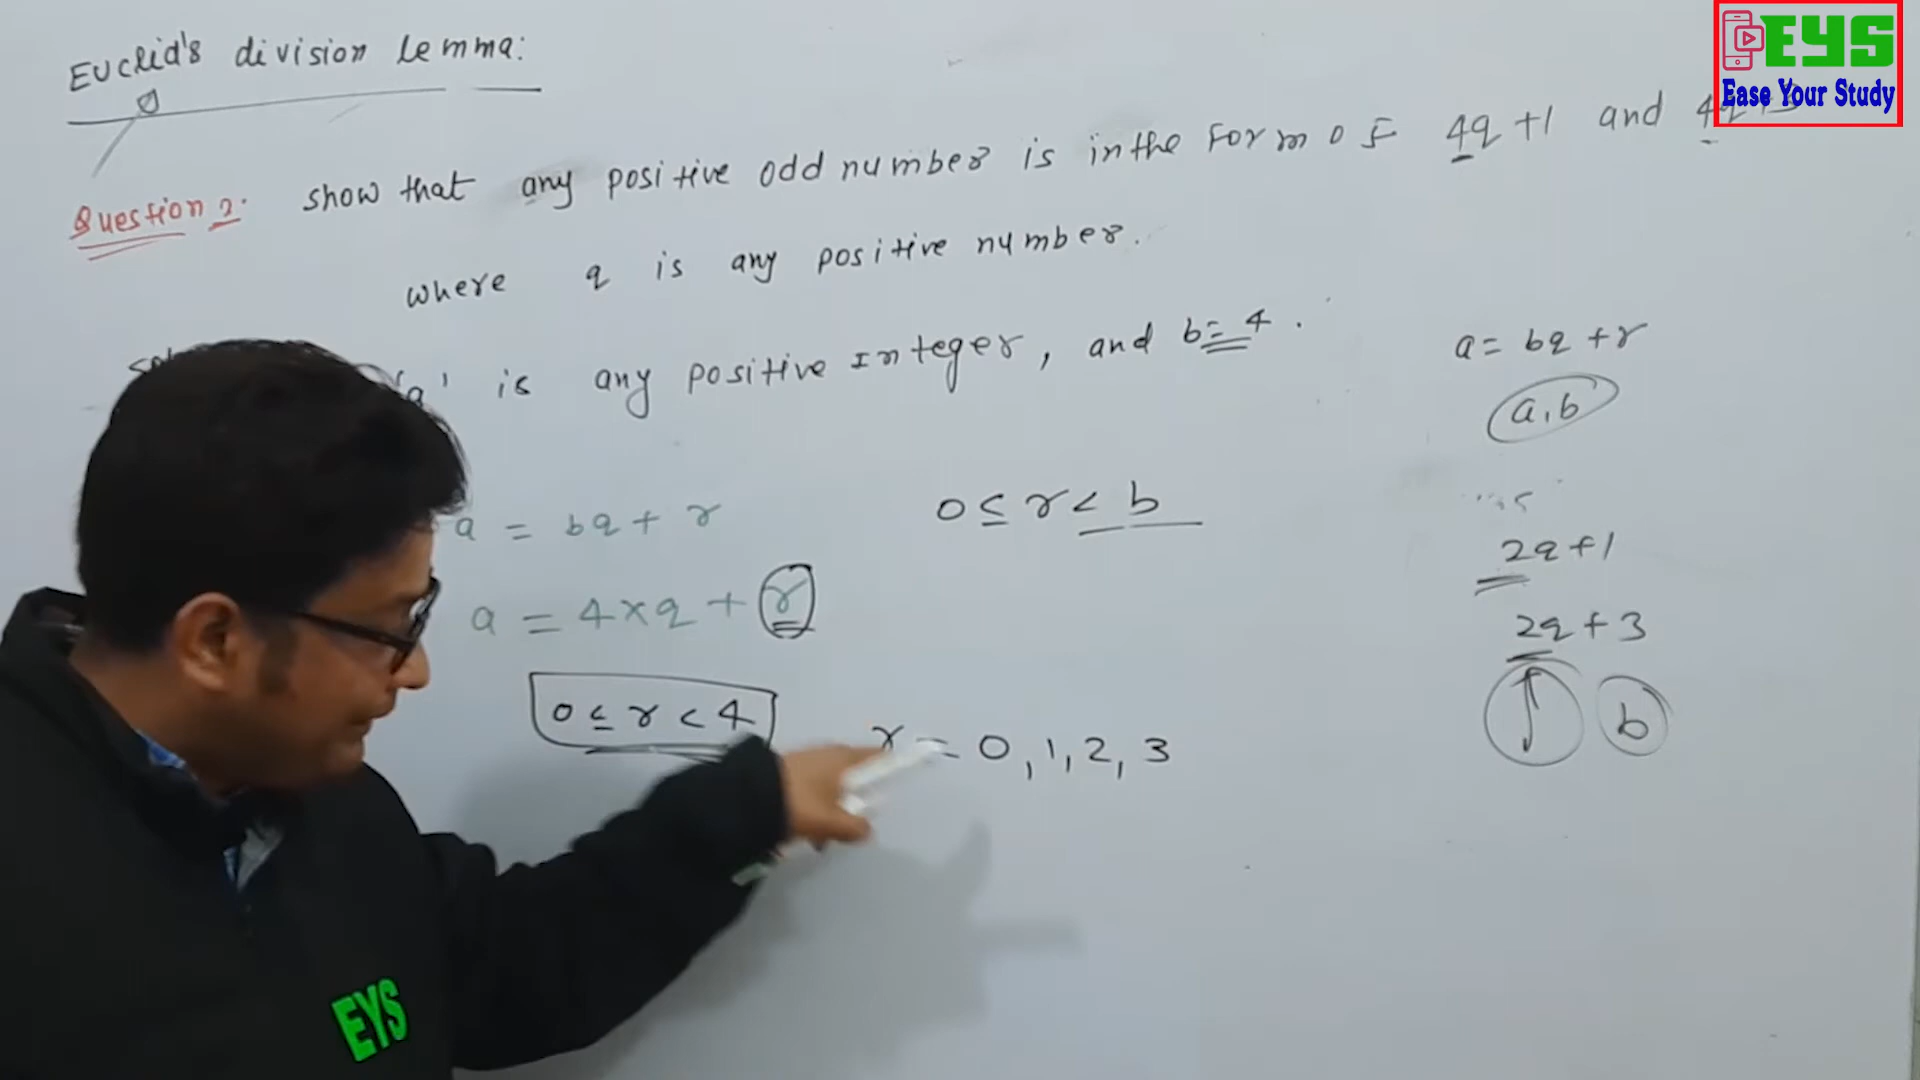 Euclid's division lemma:
EYS
Ease Your Study
Question 2. show that any positive odd number is in the form of 4q +1 and
where q is any positive number.
'a' is any positive Integer, and b = 4 .
a = bq + r
a, b
a = bq + r
0 ≤ r < b
2q + 1
a = 4 × q + r
2q + 3
0 ≤ r < 4
r = 0, 1, 2, 3
b
EYS